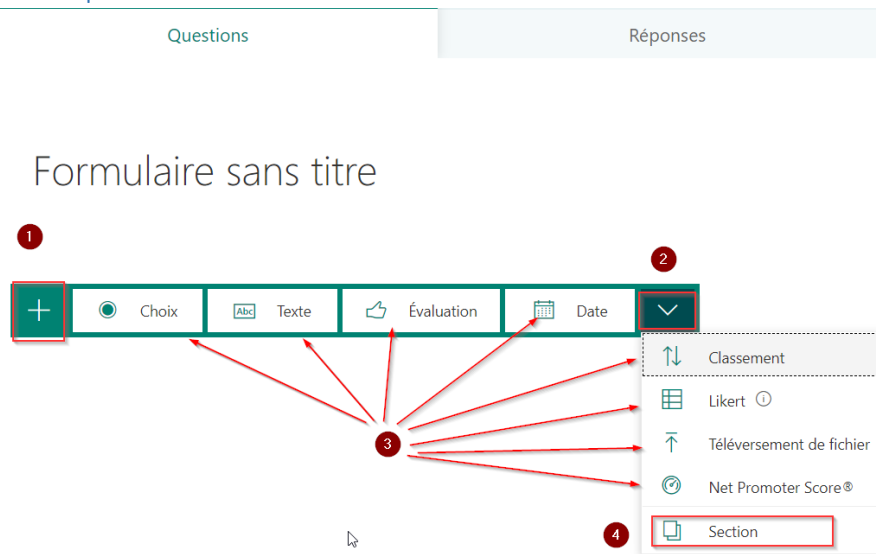 Questions Réponses
Formulaire sans titre
1
2
Choix Abc Texte Évaluation Date
Classement
Likert
3
Téléversement de fichier
Net Promoter Score®
4 Section